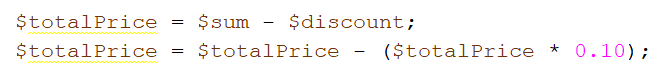 $totalPrice = $sum - $discount;
$totalPrice = $totalPrice - ($totalPrice * 0.10);